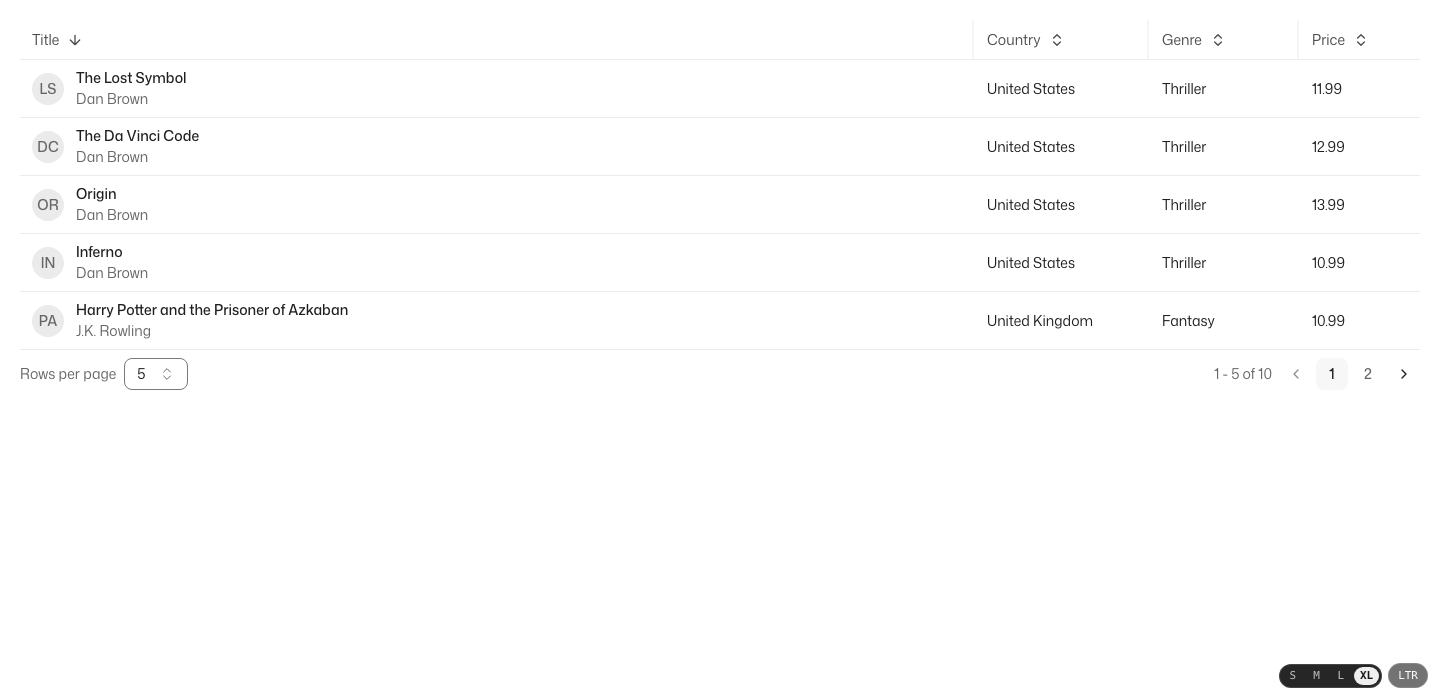 Title Country Genre Price
LS The Lost Symbol
Dan Brown
United States Thriller 11.99
DC The Da Vinci Code
Dan Brown
United States Thriller 12.99
OR Origin
Dan Brown
United States Thriller 13.99
IN Inferno
Dan Brown
United States Thriller 10.99
PA Harry Potter and the Prisoner of Azkaban
J.K. Rowling
United Kingdom Fantasy 10.99
Rows per page 5 1 - 5 of 10 1 2
S M L XL LTR